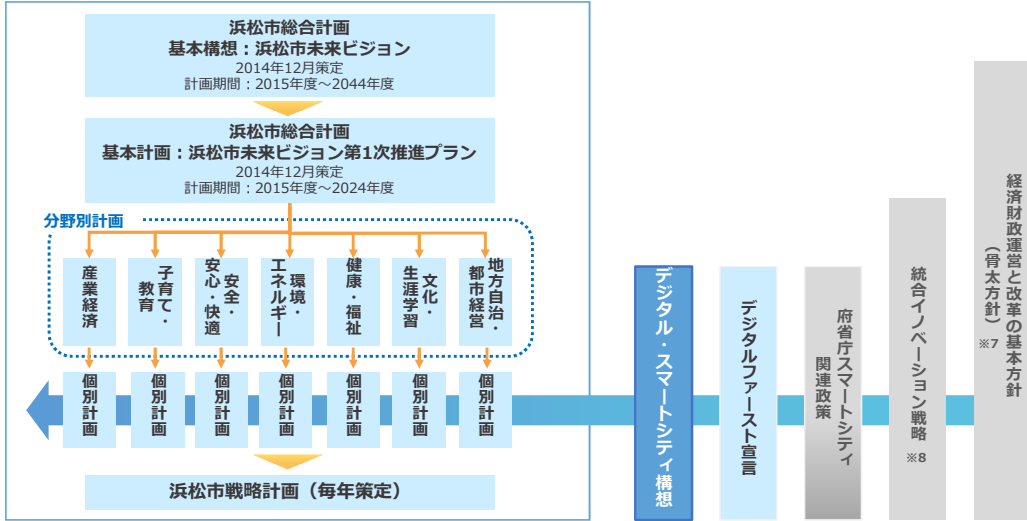 浜松市総合計画
基本構想：浜松市未来ビジョン
2014年12月策定
計画期間：2015年度～2044年度
浜松市総合計画
基本計画：浜松市未来ビジョン第1次推進プラン
2014年12月策定
計画期間：2015年度～2024年度
分野別計画
産業経済
子育て・
教育
安全・
安心・快適
環境・
エネルギー
健康・福祉
文化・
生涯学習
地方自治・
都市経営
個別計画
個別計画
個別計画
個別計画
個別計画
個別計画
個別計画
浜松市戦略計画（毎年策定）
デジタル・スマートシティ構想
デジタルファースト宣言
府省庁スマートシティ
関連政策
統合イノベーション戦略
※8
経済財政運営と改革の基本方針
（骨太方針）
※7